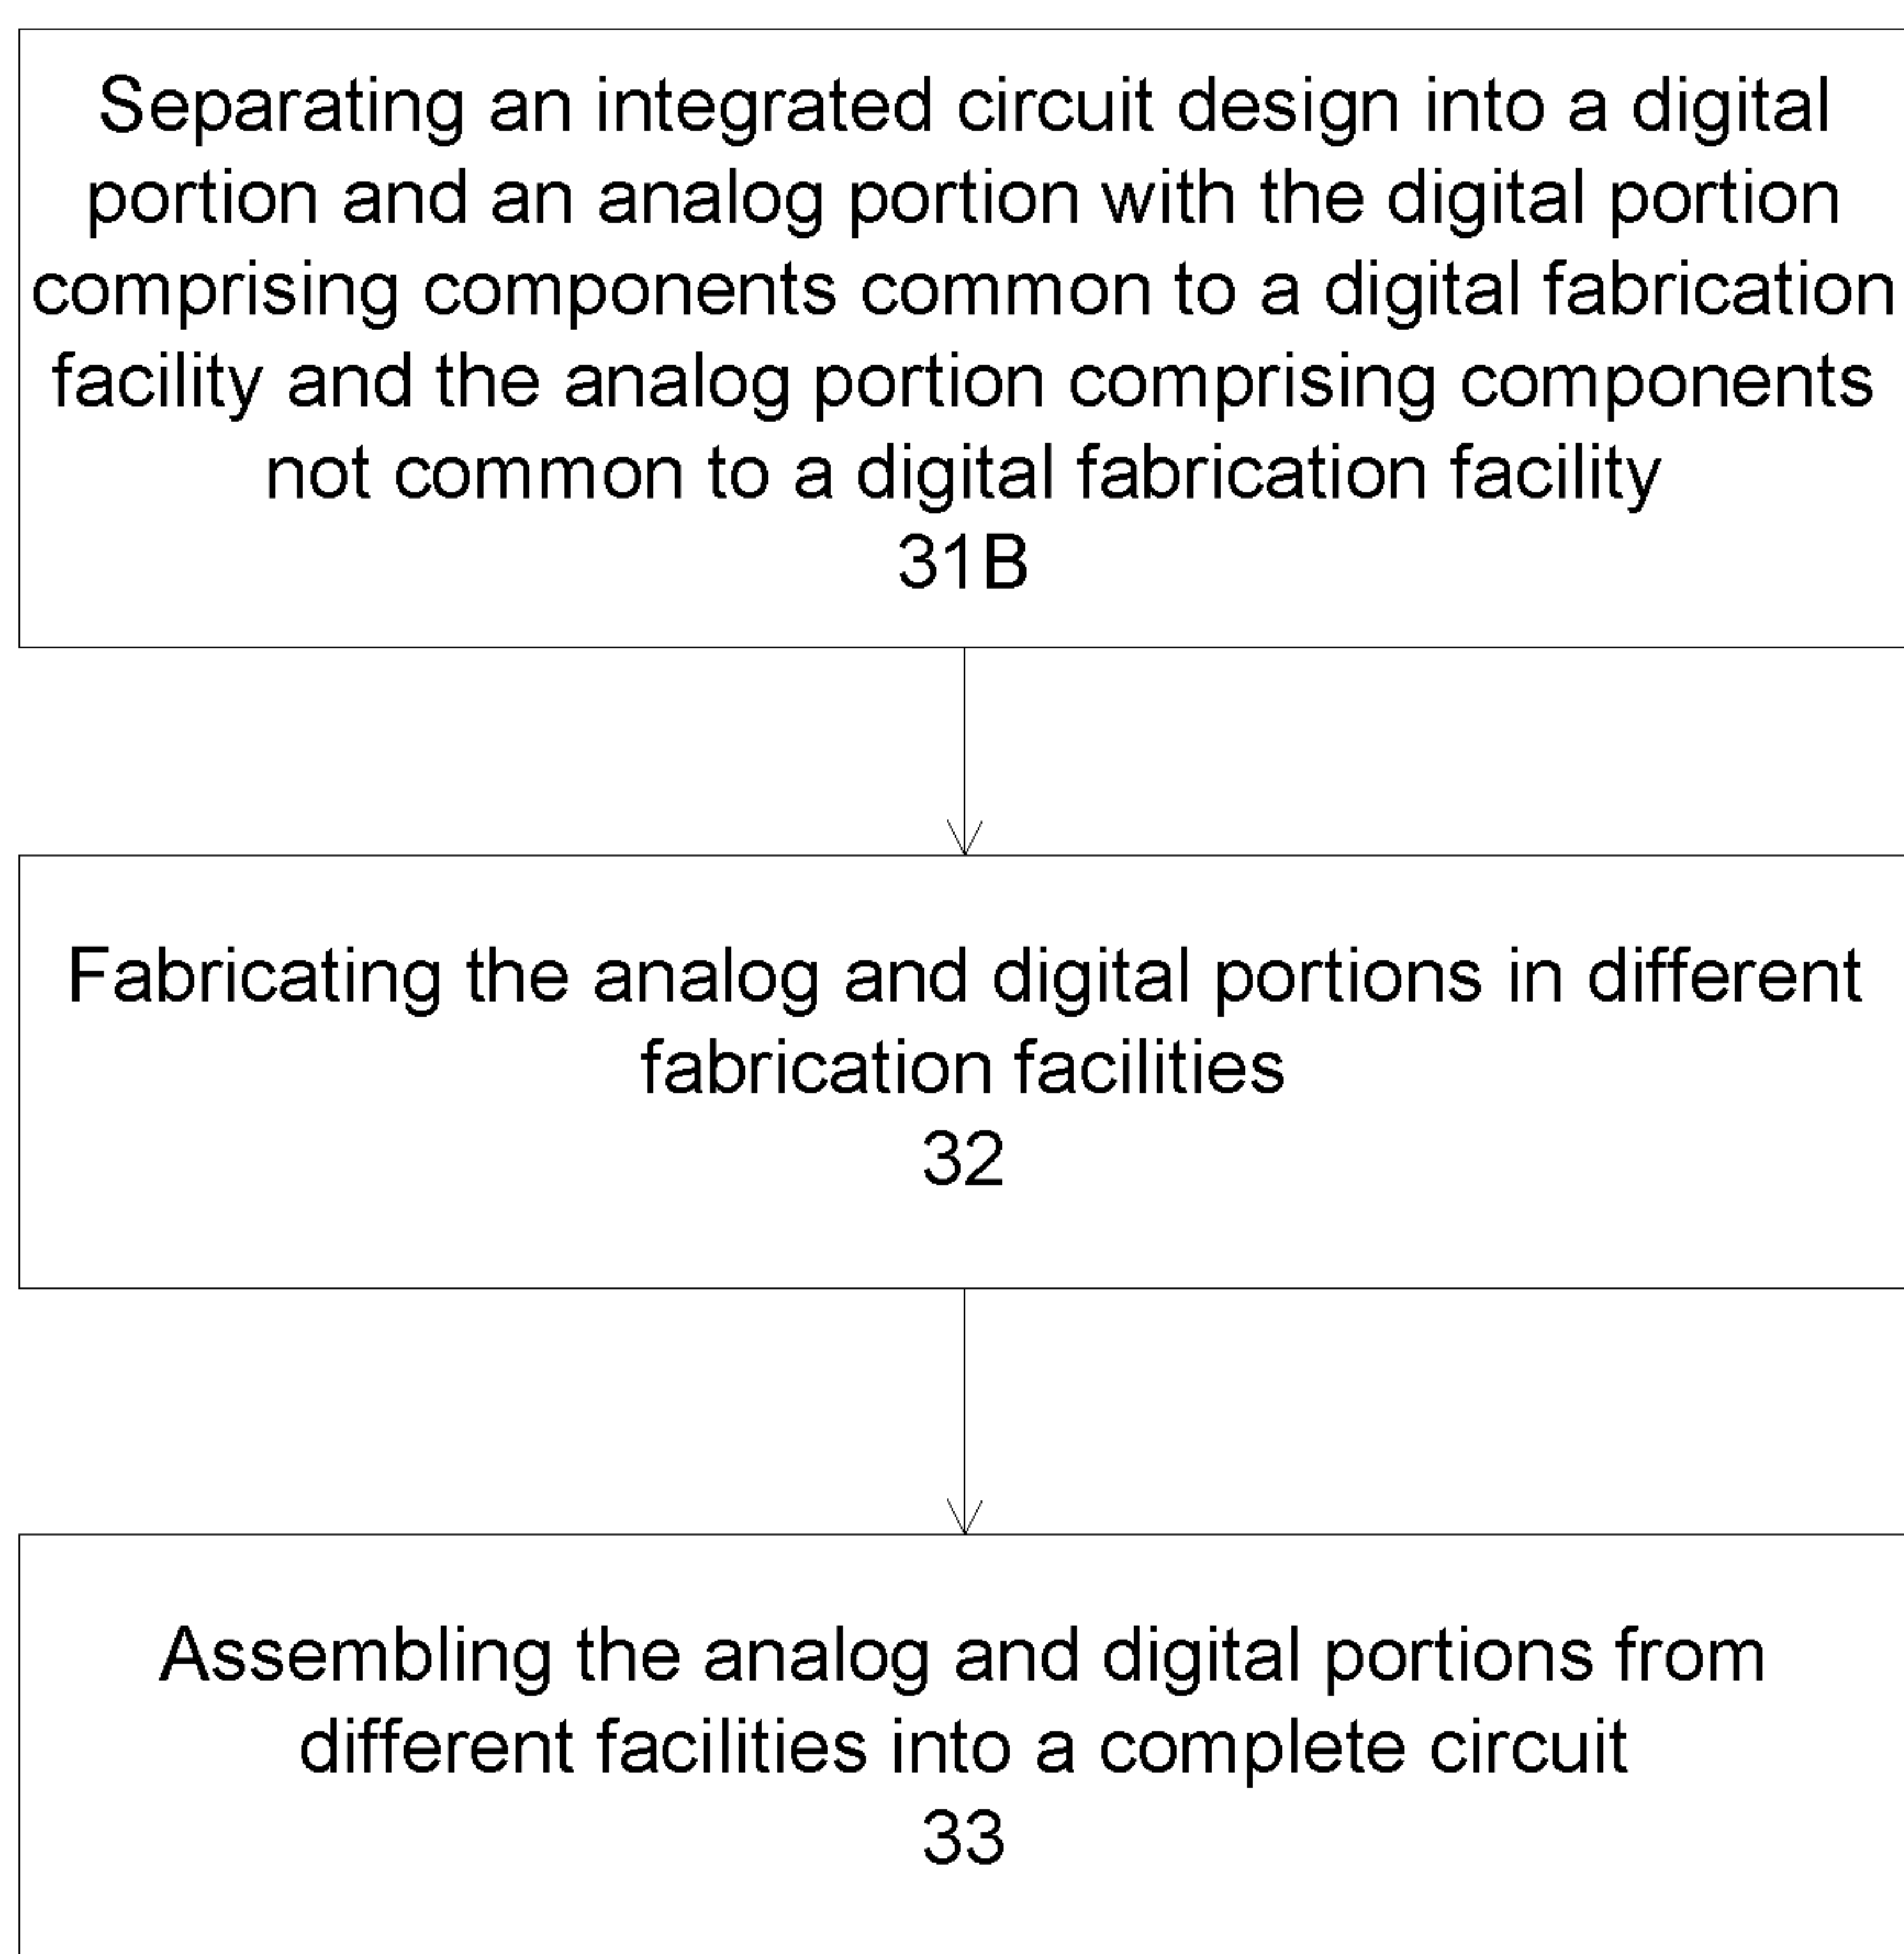 Separating an integrated circuit design into a digital
portion and an analog portion with the digital portion
comprising components common to a digital fabrication
facility and the analog portion comprising components
not common to a digital fabrication facility
31B
Fabricating the analog and digital portions in different
fabrication facilities
32
Assembling the analog and digital portions from
different facilities into a complete circuit
33